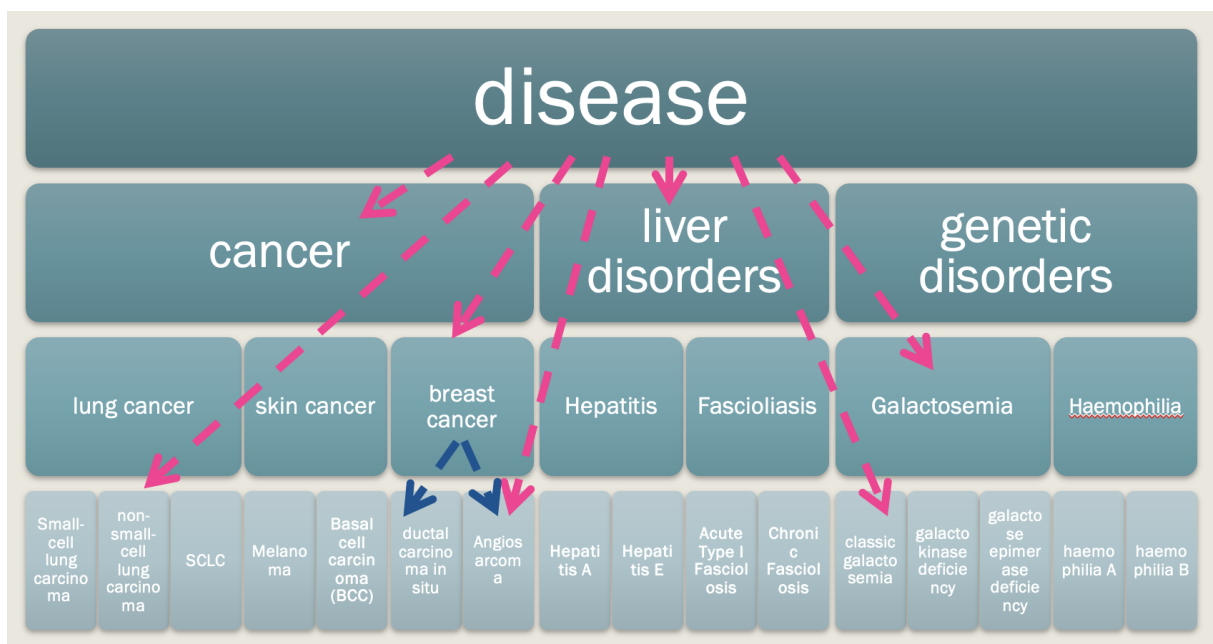 disease
cancer
liver
disorders
genetic
disorders
lung cancer
skin cancer
breast
cancer
Hepatitis
Fascioliasis
Galactosemia
Haemophilia
Small-
cell
lung
carcino
ma
non-
small-
cell
lung
carcino
ma
SCLC
Melano
ma
Basal
cell
carcin
oma
(BCC)
ductal
carcino
ma in
situ
Angios
arcom
a
Hepati
tis A
Hepati
tis E
Acute
Type I
Fasciol
osis
Chroni
c
Fasciol
osis
classic
galacto
semia
galacto
kinase
deficie
ncy
galacto
se
epimer
ase
deficie
ncy
haemo
philia A
haemo
philia B